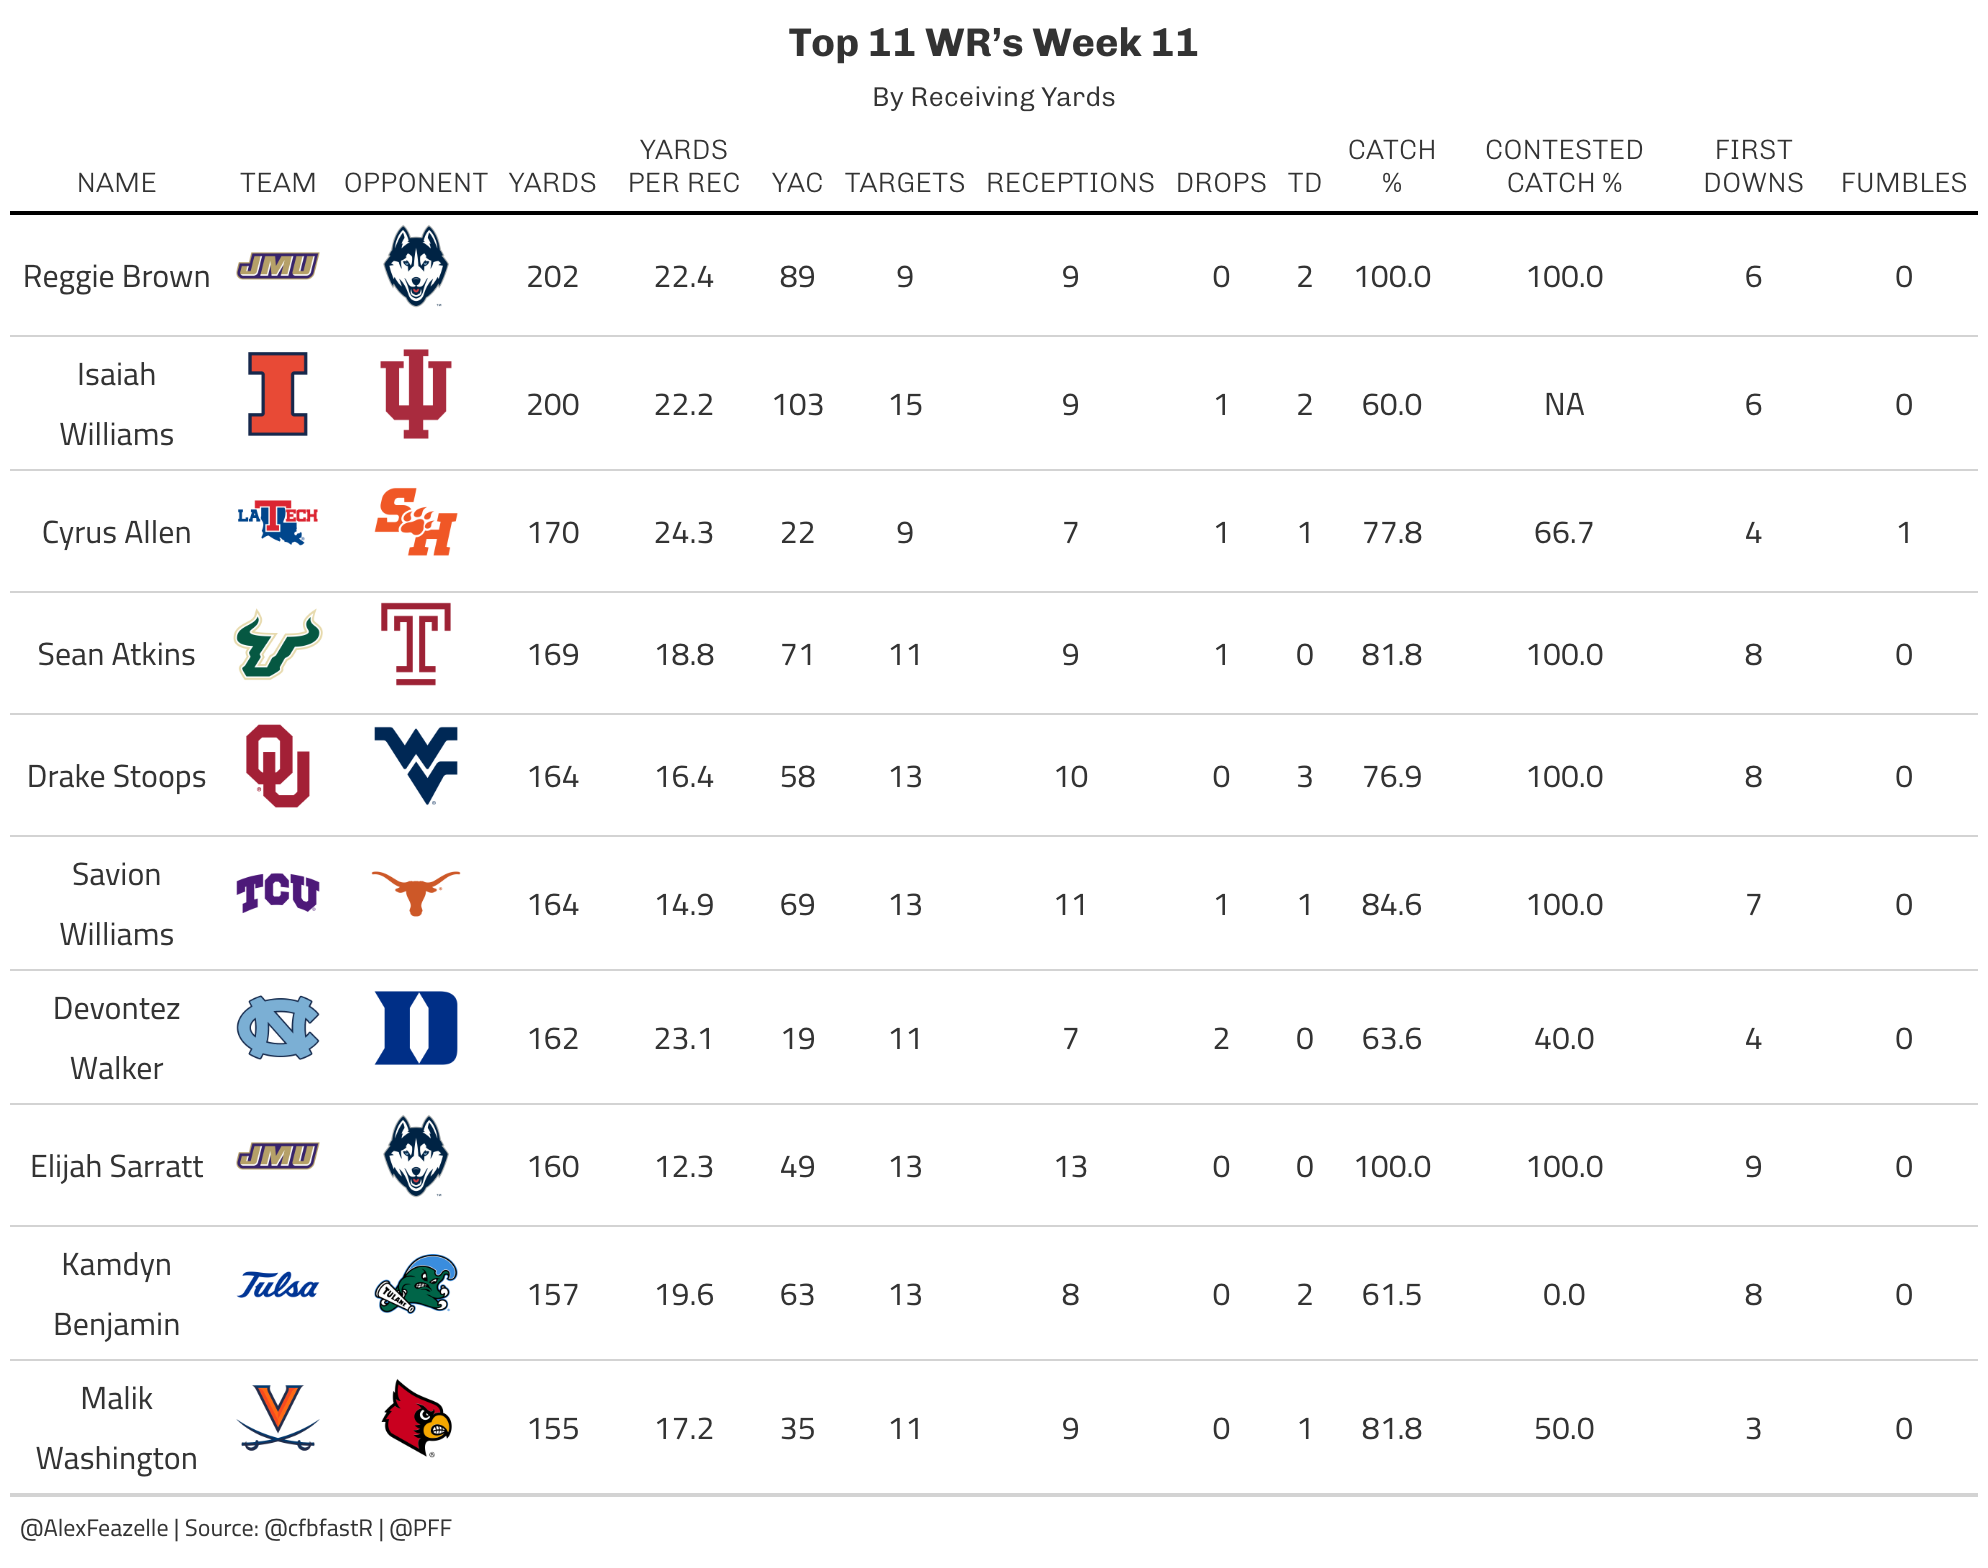 Top 11 WR’s Week 11
By Receiving Yards
NAME TEAM OPPONENT YARDS YARDS PER REC YAC TARGETS RECEPTIONS DROPS TD CATCH % CONTESTED CATCH % FIRST DOWNS FUMBLES
Reggie Brown JMU 202 22.4 89 9 9 0 2 100.0 100.0 6 0
Isaiah Williams I IU 200 22.2 103 15 9 1 2 60.0 NA 6 0
Cyrus Allen LA TECH SH 170 24.3 22 9 7 1 1 77.8 66.7 4 1
Sean Atkins U T 169 18.8 71 11 9 1 0 81.8 100.0 8 0
Drake Stoops OU WV 164 16.4 58 13 10 0 3 76.9 100.0 8 0
Savion Williams TCU 164 14.9 69 13 11 1 1 84.6 100.0 7 0
Devontez Walker NC D 162 23.1 19 11 7 2 0 63.6 40.0 4 0
Elijah Sarratt JMU 160 12.3 49 13 13 0 0 100.0 100.0 9 0
Kamdyn Benjamin Tulsa TULANE 157 19.6 63 13 8 0 2 61.5 0.0 8 0
Malik Washington V 155 17.2 35 11 9 0 1 81.8 50.0 3 0
@AlexFeazelle | Source: @cfbfastR | @PFF